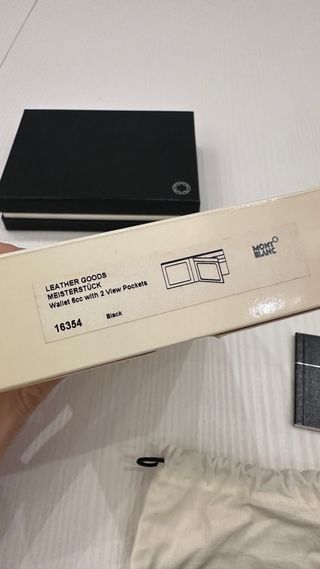 LEATHER GOODS
MEISTERSTÜCK
Wallet 6cc with 2 View Pockets
16354 Black
MONT
BLANC